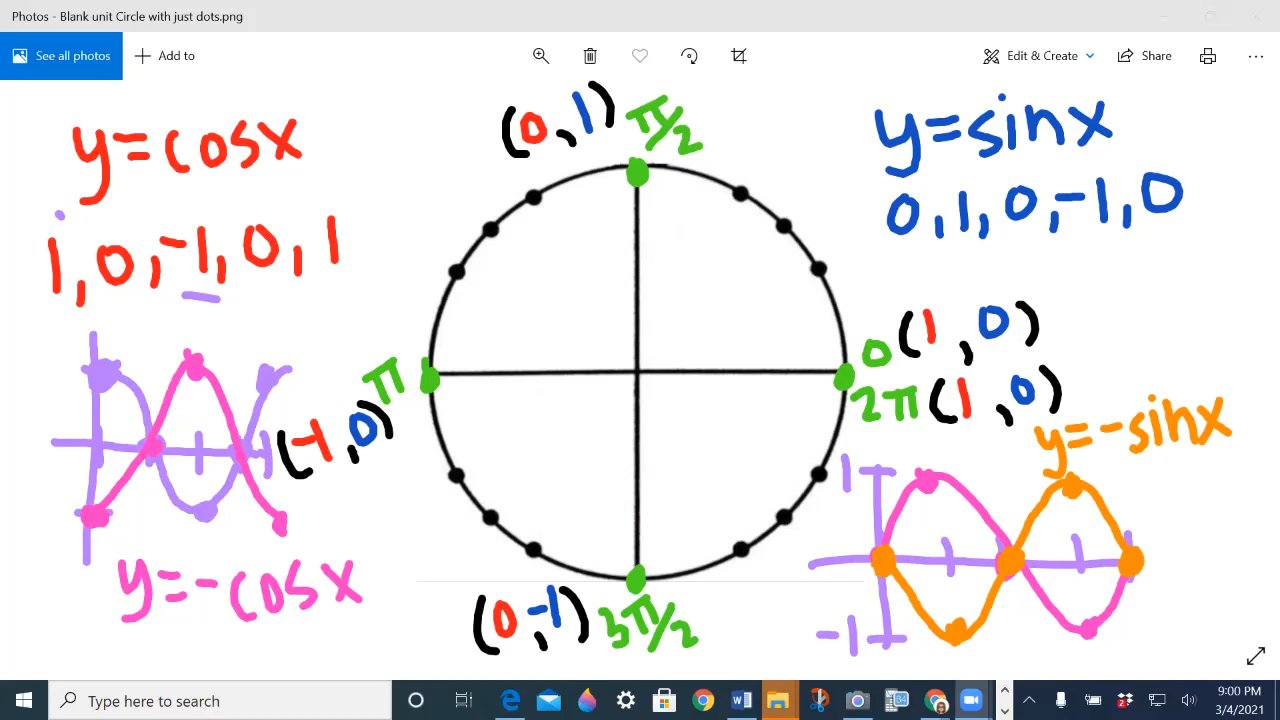 Photos - Blank unit Circle with just dots.png
See all photos
Add to
Edit & Create
Share
y=cosx
1, 0, -1, 0, 1
(0, 1) π/2
y=sinx
0, 1, 0, -1, 0
0 (1, 0)
2π (1, 0)
π
(-1, 0)
y=-sinx
1
-1
y=-cosx
(0, -1) 3π/2
Type here to search
9:00 PM
3/4/2021